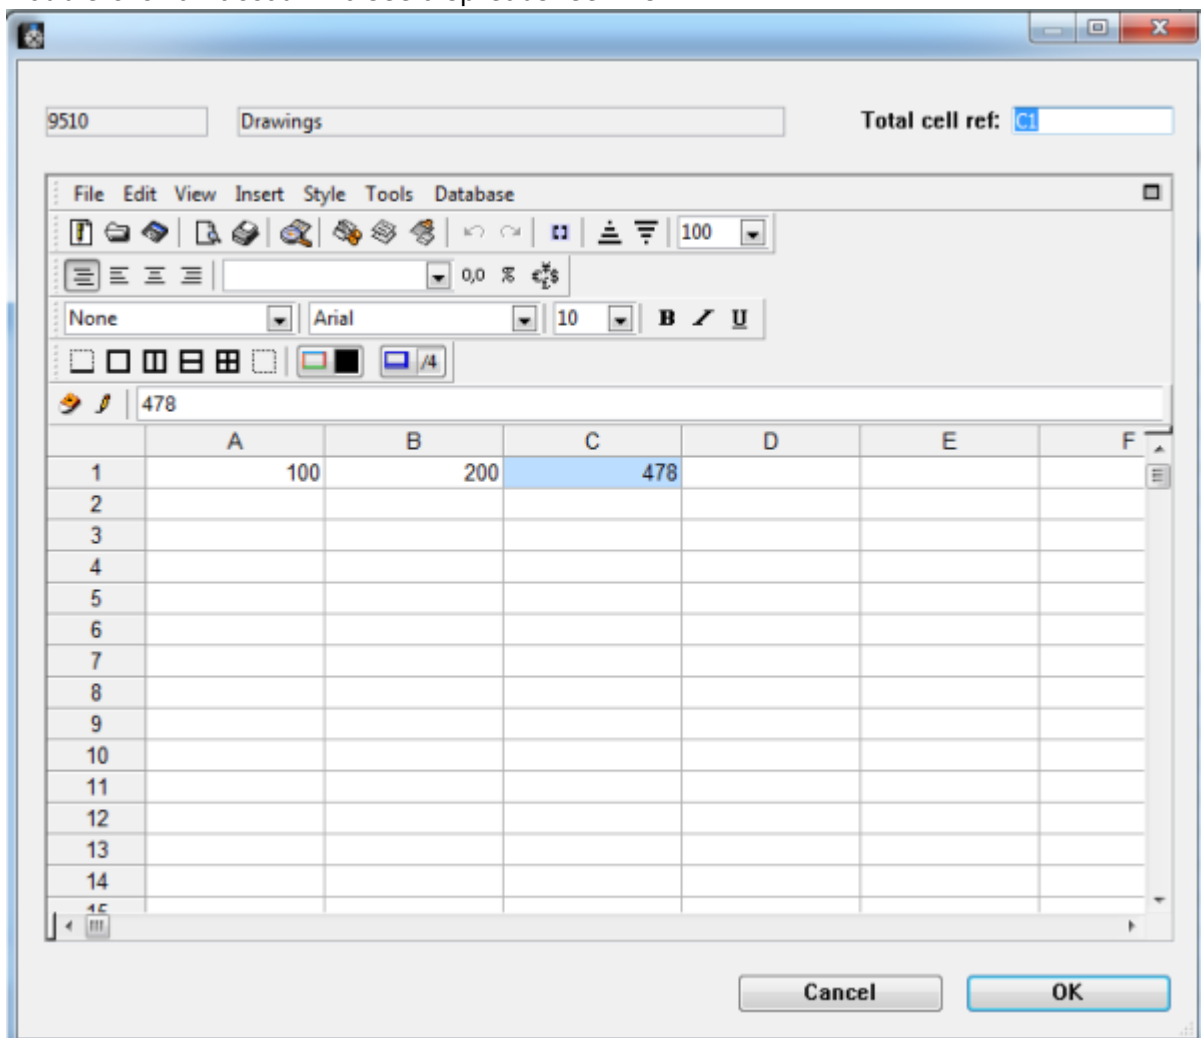 9510 Drawings Total cell ref: C1
File Edit View Insert Style Tools Database
100
0,0 %
None Arial 10 B I U
/4
478
A B C D E F
1 100 200 478
2
3
4
5
6
7
8
9
10
11
12
13
14
Cancel OK